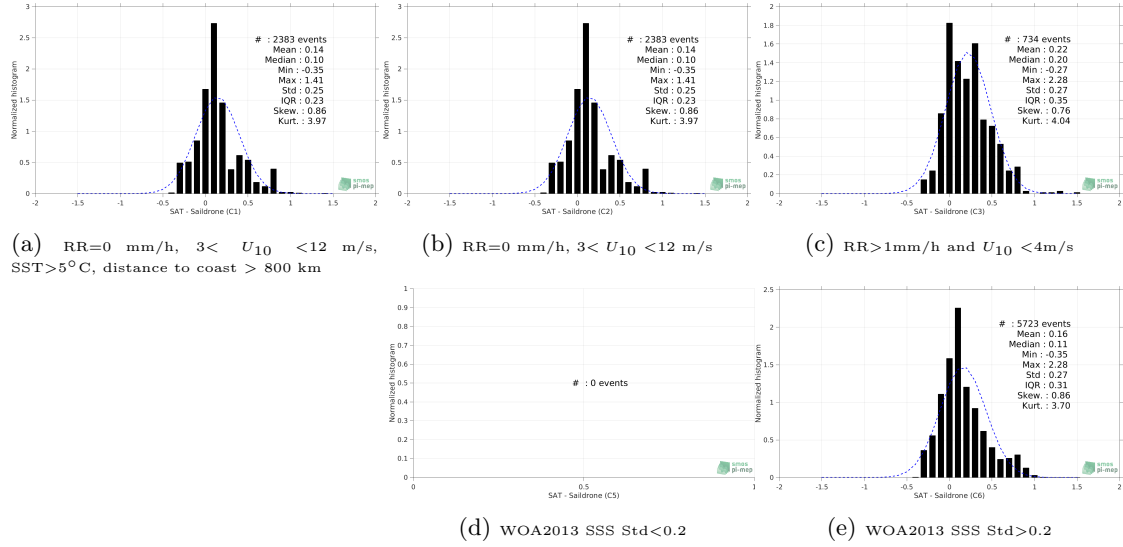 3
2.5
2
1.5
1
0.5
0
-2 -1.5 -1 -0.5 0 0.5 1 1.5 2
Normalized histogram
SAT - Saildrone (C1)
# : 2383 events
Mean : 0.14
Median : 0.10
Min : -0.35
Max : 1.41
Std : 0.25
IQR : 0.23
Skew. : 0.86
Kurt. : 3.97
smos
pi-mep
(a) RR=0 mm/h, 3< U10 <12 m/s,
SST>5°C, distance to coast > 800 km
3
2.5
2
1.5
1
0.5
0
-2 -1.5 -1 -0.5 0 0.5 1 1.5 2
Normalized histogram
SAT - Saildrone (C2)
# : 2383 events
Mean : 0.14
Median : 0.10
Min : -0.35
Max : 1.41
Std : 0.25
IQR : 0.23
Skew. : 0.86
Kurt. : 3.97
smos
pi-mep
(b) RR=0 mm/h, 3< U10 <12 m/s
2
1.8
1.6
1.4
1.2
1
0.8
0.6
0.4
0.2
0
-2 -1.5 -1 -0.5 0 0.5 1 1.5 2
Normalized histogram
SAT - Saildrone (C3)
# : 734 events
Mean : 0.22
Median : 0.20
Min : -0.27
Max : 2.28
Std : 0.27
IQR : 0.35
Skew. : 0.76
Kurt. : 4.04
smos
pi-mep
(c) RR>1mm/h and U10 <4m/s
1
0.9
0.8
0.7
0.6
0.5
0.4
0.3
0.2
0.1
0
0 0.5 1
Normalized histogram
SAT - Saildrone (C5)
# : 0 events
smos
pi-mep
(d) WOA2013 SSS Std<0.2
2.5
2
1.5
1
0.5
0
-2 -1.5 -1 -0.5 0 0.5 1 1.5 2
Normalized histogram
SAT - Saildrone (C6)
# : 5723 events
Mean : 0.16
Median : 0.11
Min : -0.35
Max : 2.28
Std : 0.27
IQR : 0.31
Skew. : 0.86
Kurt. : 3.70
smos
pi-mep
(e) WOA2013 SSS Std>0.2